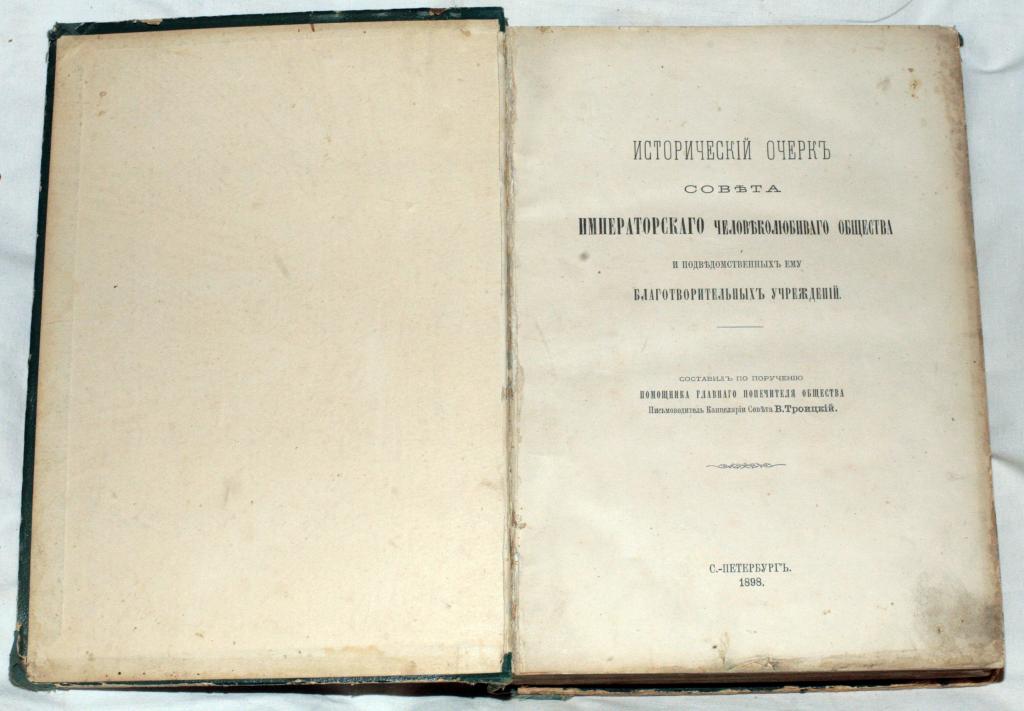 ИСТОРИЧЕСКІЙ ОЧЕРКЪ
СОВѢТА
ИМПЕРАТОРСКАГО ЧЕЛОВѢКОЛЮБИВАГО ОБЩЕСТВА
И ПОДВѢДОМСТВЕННЫХЪ ЕМУ
БЛАГОТВОРИТЕЛЬНЫХЪ УЧРЕЖДЕНІЙ.
СОСТАВИЛЪ ПО ПОРУЧЕНІЮ
ПОМОЩНИКА ГЛАВНАГО ПОПЕЧИТЕЛЯ ОБЩЕСТВА
Письмоводитель Канцеляріи Совѣта В.Троицкій.
С.-ПЕТЕРБУРГЪ.
1898.